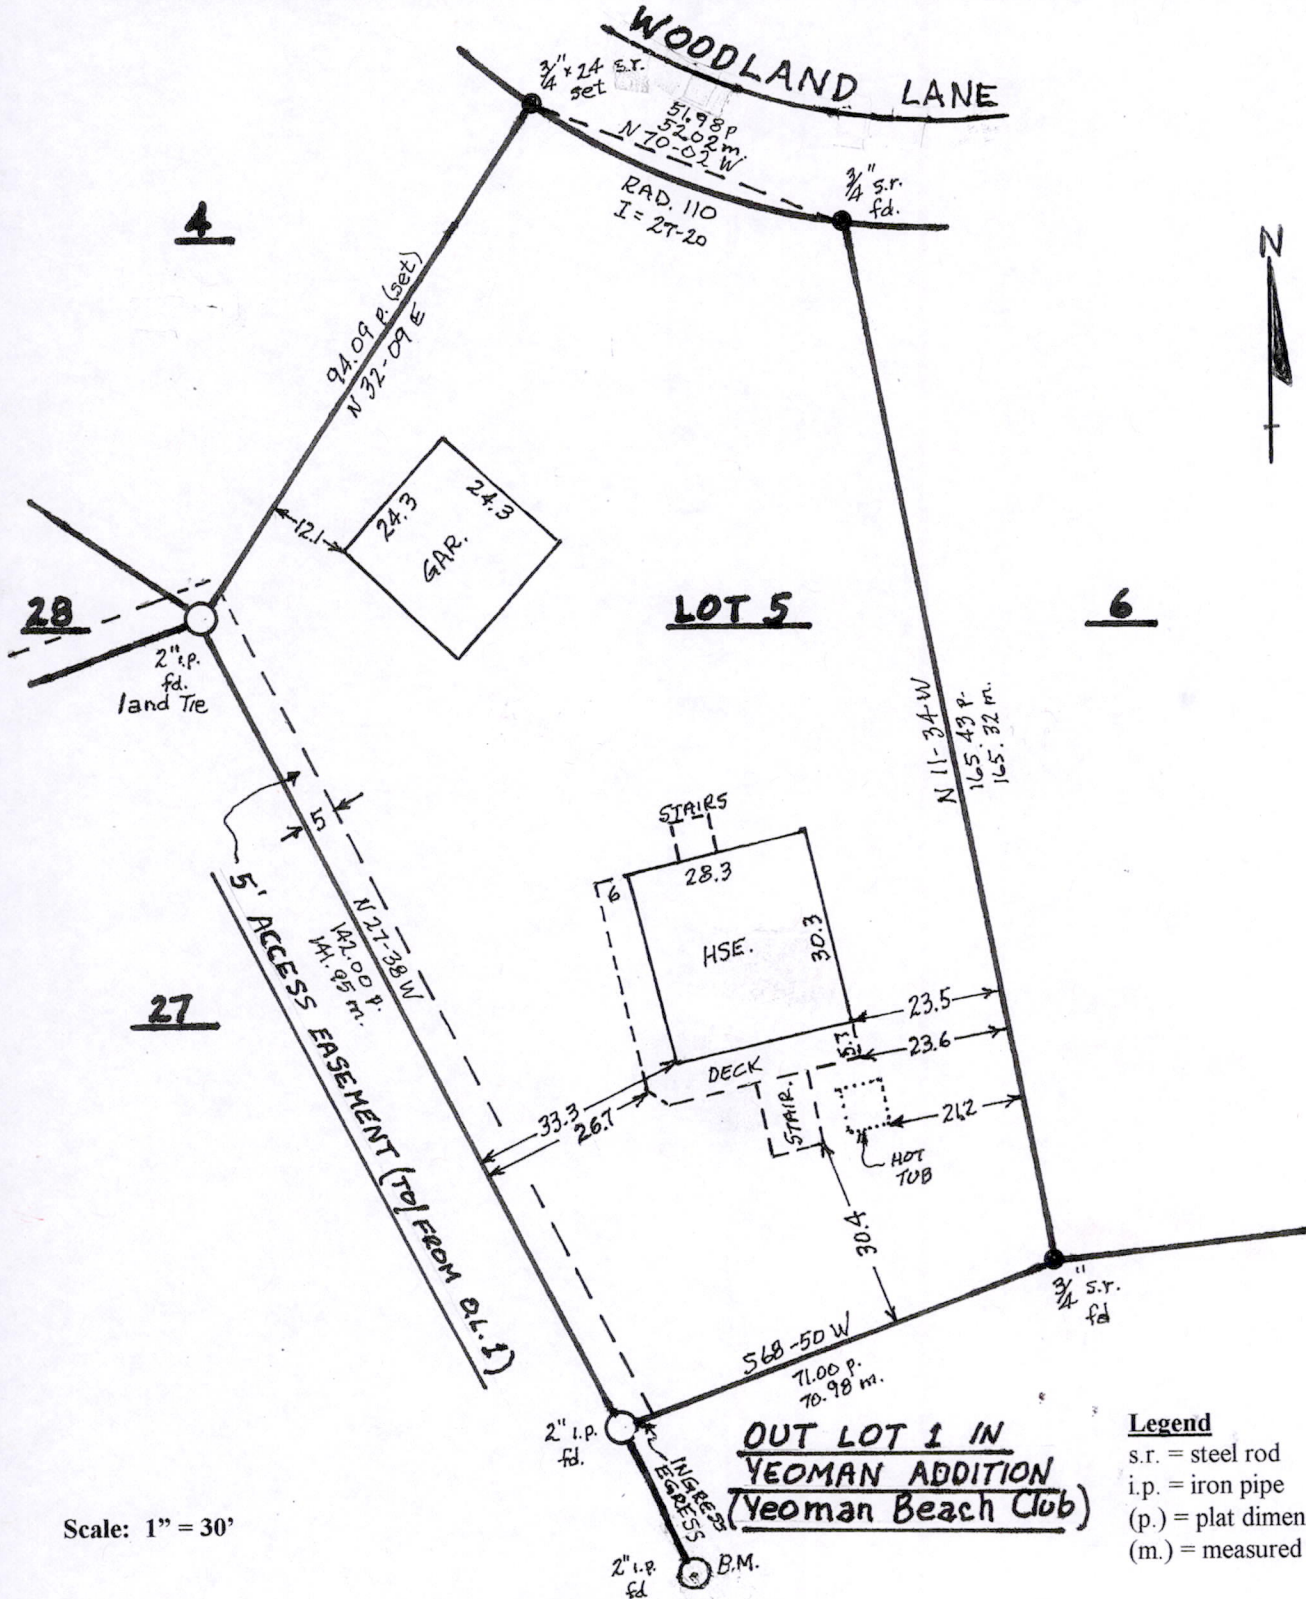 WOODLAND LANE
3/4" x 24 s.r.
set
51.98 p
52.02 m.
N 70-02 W
RAD. 110
I = 27-20
3/4" s.r.
fd.
N
4
94.09 p. (set)
N 32-09 E
24.3
24.3
GAR.
12.1
28
LOT 5
6
2" i.p.
fd.
land Tie
N 11-34-W
165.43 p.
165.32 m.
5
5' ACCESS EASEMENT (TO/FROM O.L. 1)
N 27-38 W
142.00 p.
141.95 m.
STAIRS
28.3
6
HSE.
30.3
27
23.5
5.7
23.6
DECK
STAIR.
33.3
26.7
21.2
HOT
TUB
30.4
3/4" s.r.
fd
S68-50 W
71.00 p.
70.98 m.
2" i.p.
fd.
INGRESS
EGRESS
OUT LOT 1 IN
YEOMAN ADDITION
(Yeoman Beach Club)
2" i.p.
fd
B.M.
Scale: 1” = 30’
Legend
s.r. = steel rod
i.p. = iron pipe
(p.) = plat dimen
(m.) = measured